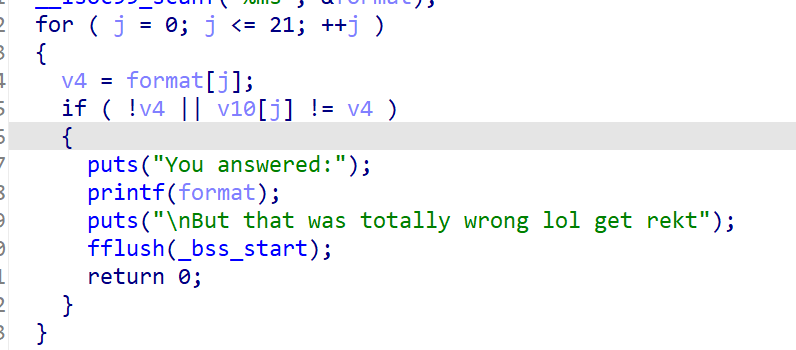 __isoc99_scanf("%ms", &format);
2 for ( j = 0; j <= 21; ++j )
3 {
4 v4 = format[j];
5 if ( !v4 || v10[j] != v4 )
6 {
7 puts("You answered:");
8 printf(format);
9 puts("\nBut that was totally wrong lol get rekt");
0 fflush(_bss_start);
1 return 0;
2 }
3 }